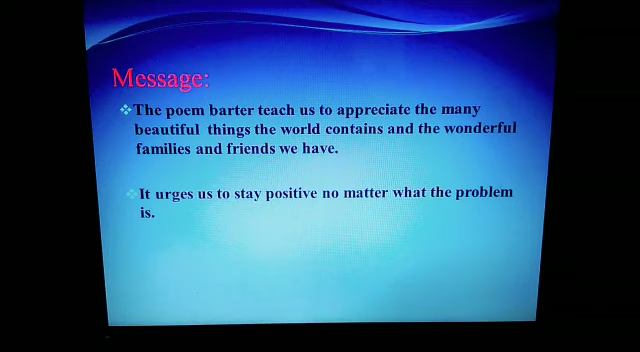 Message:
The poem barter teach us to appreciate the many
beautiful things the world contains and the wonderful
families and friends we have.
It urges us to stay positive no matter what the problem
is.